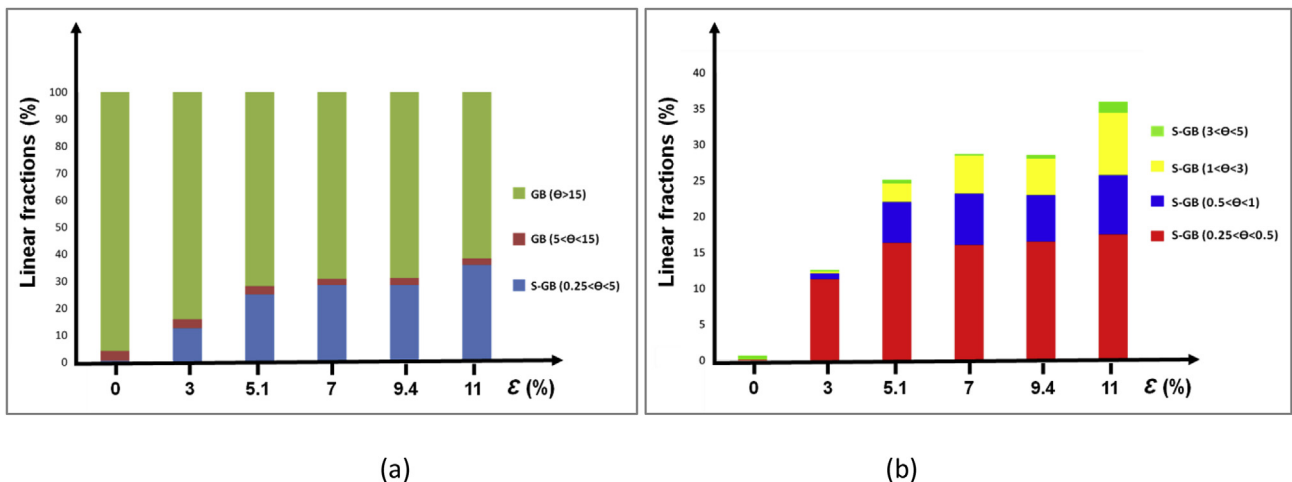 Linear fractions (%)
100
90
80
70
60
50
40
30
20
10
0
0 3 5.1 7 9.4 11 Ɛ (%)
GB (Θ>15)
GB (5<Θ<15)
S-GB (0.25<Θ<5)
(a)
Linear fractions (%)
40
35
30
25
20
15
10
5
0
0 3 5.1 7 9.4 11 Ɛ (%)
S-GB (3<Θ<5)
S-GB (1<Θ<3)
S-GB (0.5<Θ<1)
S-GB (0.25<Θ<0.5)
(b)